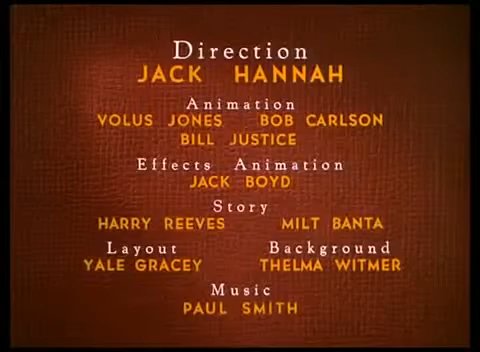 Direction
JACK HANNAH
Animation
VOLUS JONES BOB CARLSON
BILL JUSTICE
Effects Animation
JACK BOYD
Story
HARRY REEVES MILT BANTA
Layout Background
YALE GRACEY THELMA WITMER
Music
PAUL SMITH